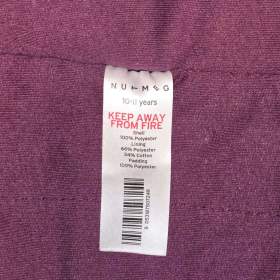 NUTMEG
10-11 years
KEEP AWAY
FROM FIRE
Shell
100% Polyester
Lining
66% Polyester
34% Cotton
Padding
100% Polyester